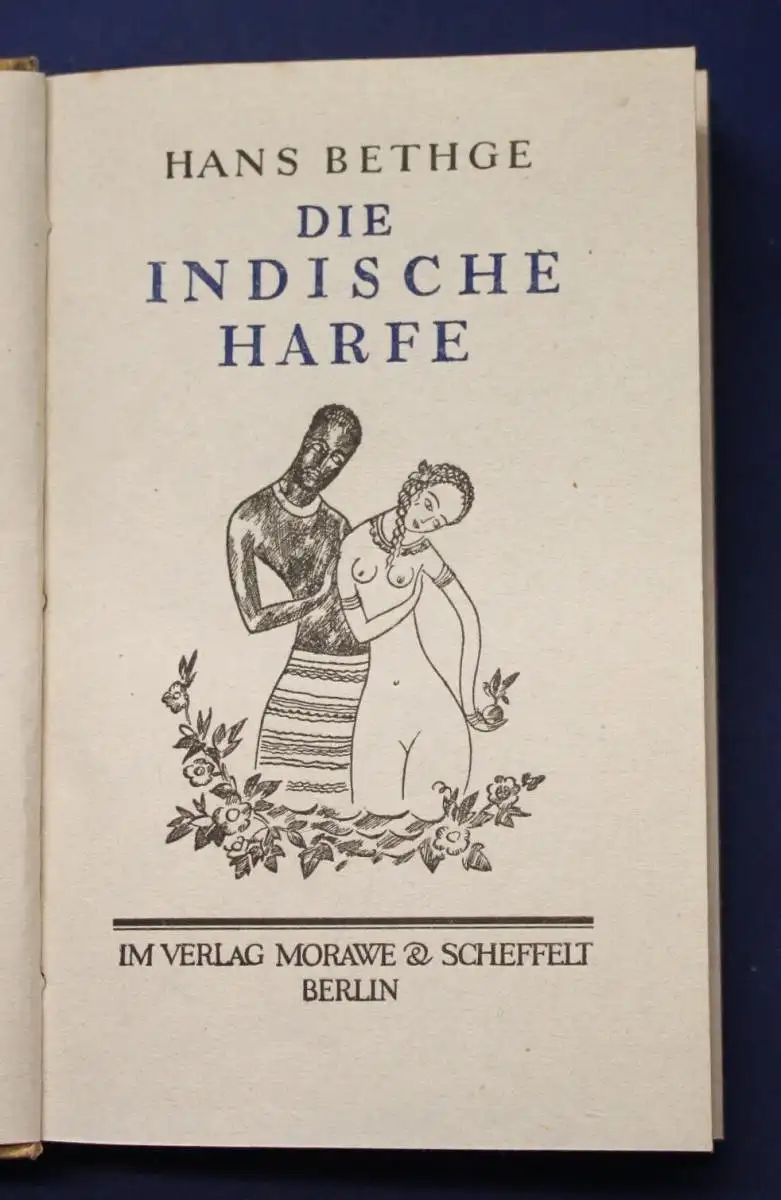 HANS BETHGE
DIE
INDISCHE
HARFE
IM VERLAG MORAWE & SCHEFFELT
BERLIN